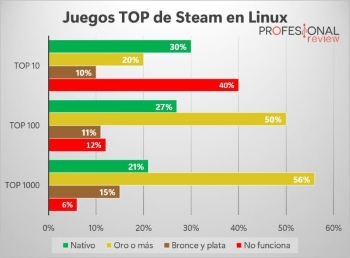 Juegos TOP de Steam en Linux
PROFESIONAL
review
TOP 10
30%
20%
10%
40%
TOP 100
27%
50%
11%
12%
TOP 1000
21%
56%
15%
6%
0% 10% 20% 30% 40% 50% 60%
Nativo Oro o más Bronce y plata No funciona